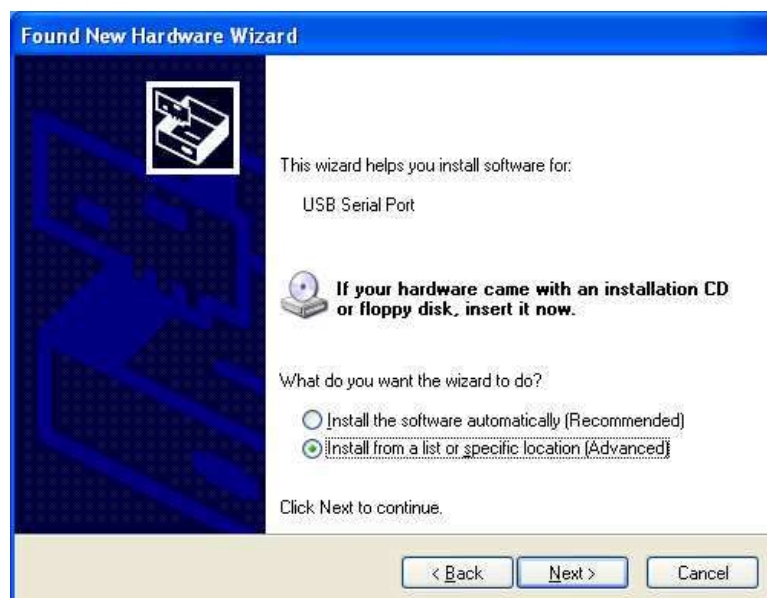 Found New Hardware Wizard
This wizard helps you install software for:
USB Serial Port
If your hardware came with an installation CD
or floppy disk, insert it now.
What do you want the wizard to do?
Install the software automatically (Recommended)
Install from a list or specific location (Advanced)
Click Next to continue.
< Back Next > Cancel